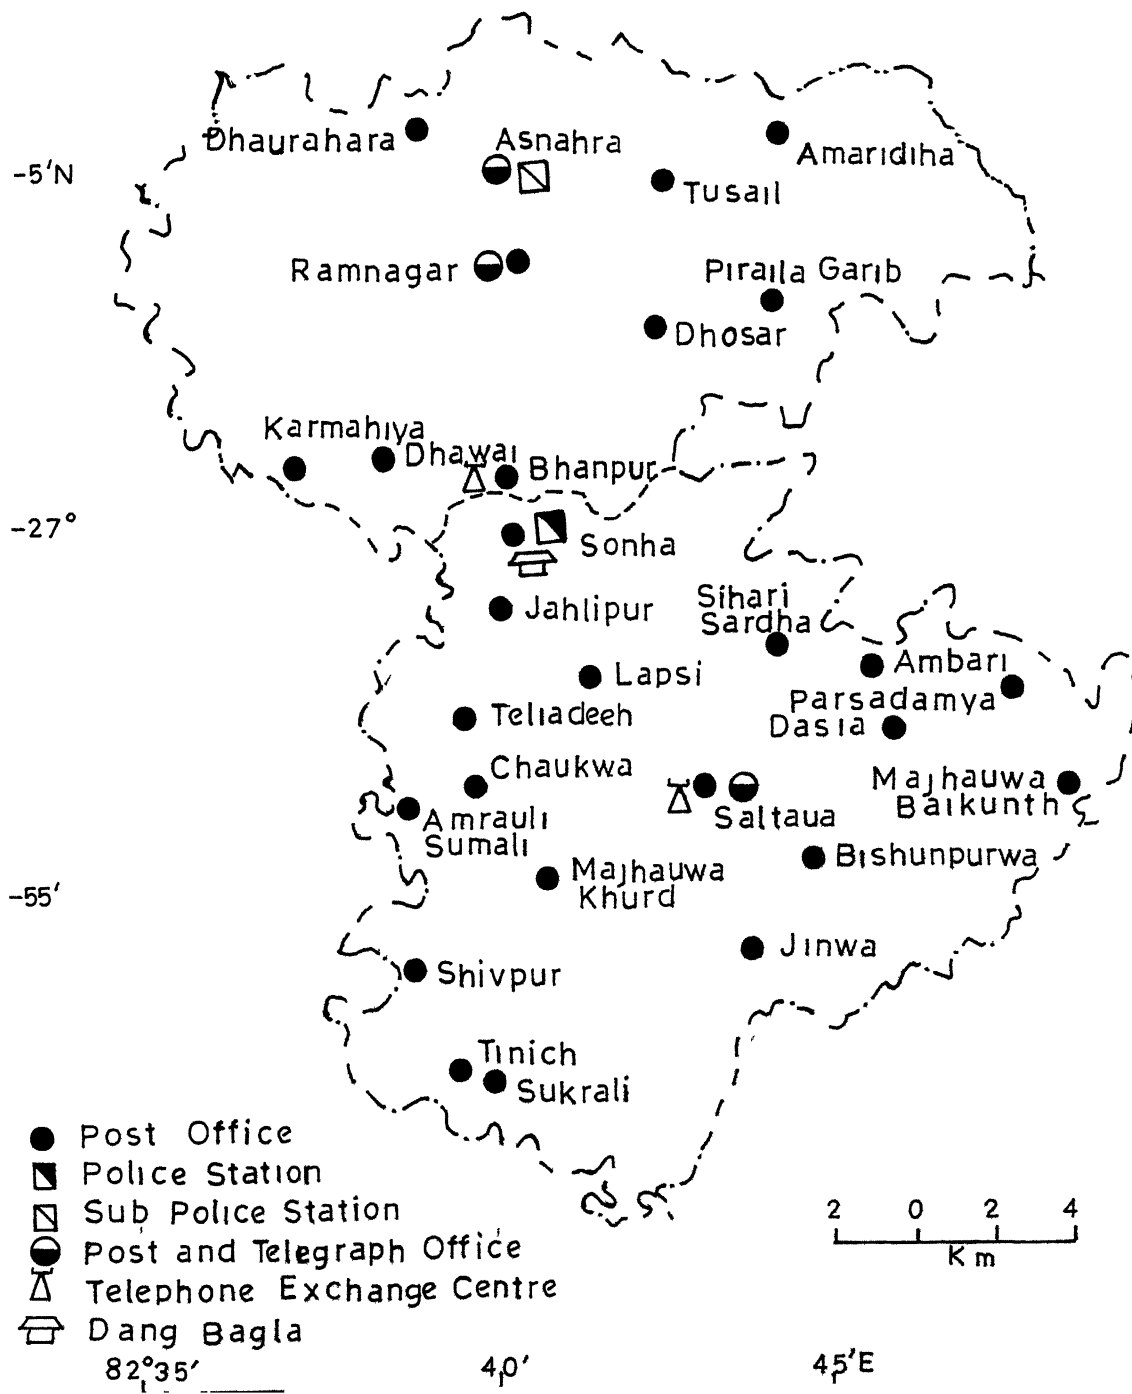 Dhaurahara
Asnahra
Amaridiha
-5'N
Tusail
Ramnagar
Piraila Garib
Dhosar
Karmahiya
Dhawai
Bhanpur
-27°
Sonha
Jahlipur
Sihari
Sardha
Ambari
Lapsi
Parsadamya
Teliadeeh
Dasia
Chaukwa
Majhauwa
Baikunth
Amrauli
Sumali
Saltaua
Bishunpurwa
Majhauwa
Khurd
-55'
Jinwa
Shivpur
Tinich
Sukrali
Post Office
Police Station
Sub Police Station
Post and Telegraph Office
Telephone Exchange Centre
Dang Bagla
2 0 2 4
Km
82°35' 40' 45'E